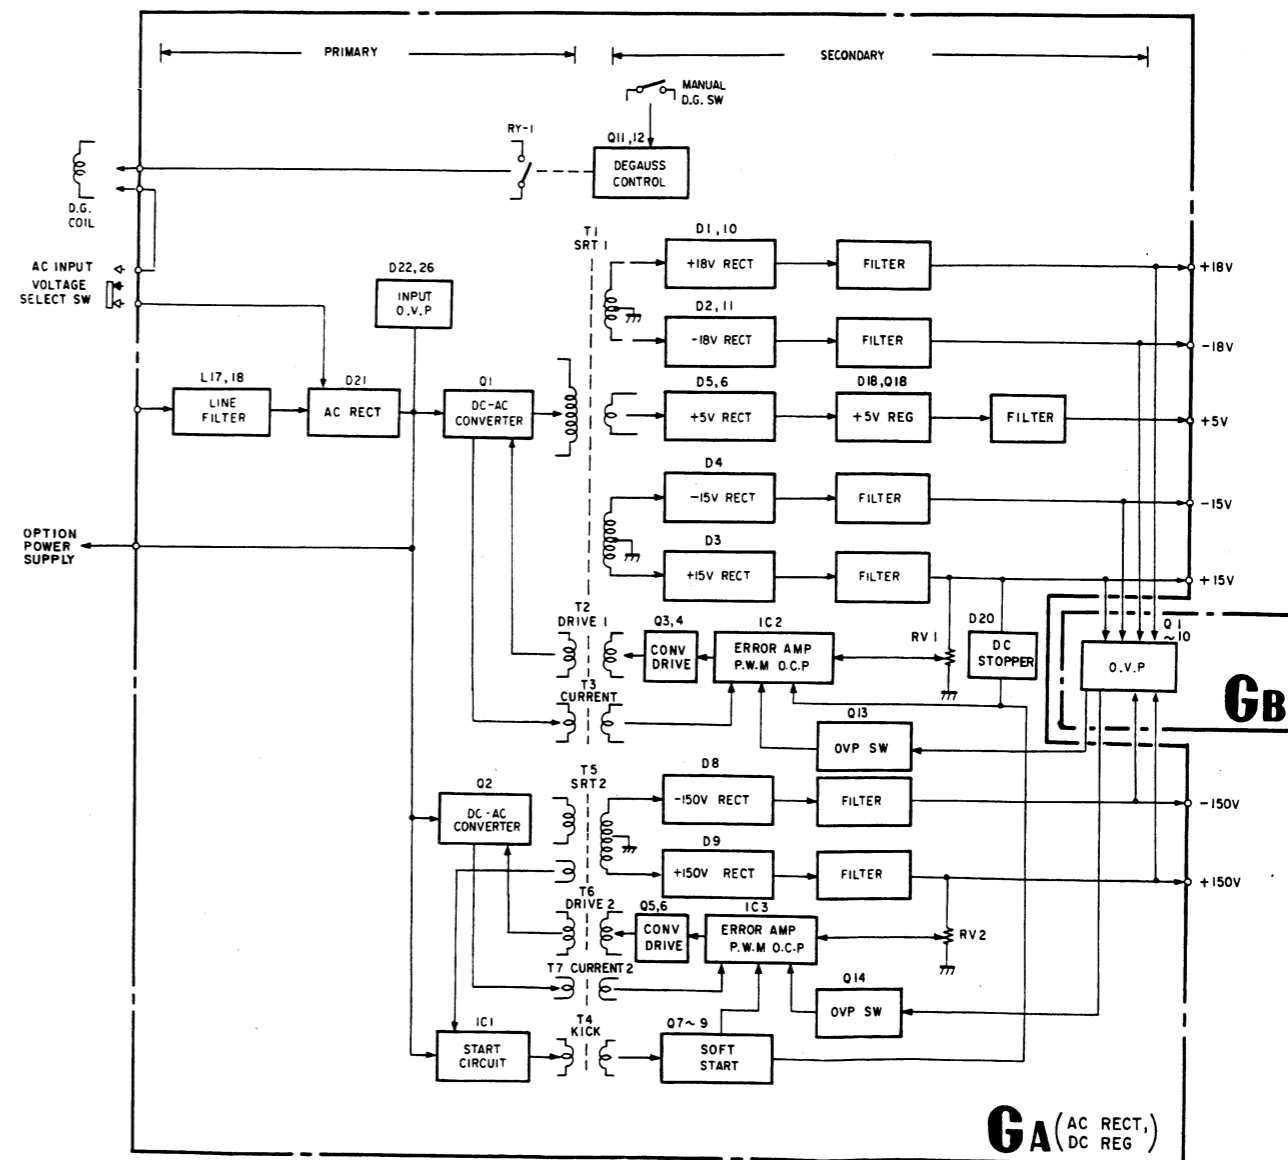 PRIMARY
SECONDARY
MANUAL
D.G. SW
RY-1
Q11,12
DEGAUSS
CONTROL
D.G.
COIL
AC INPUT
VOLTAGE
SELECT SW
D22,26
INPUT
O.V.P
T1
SRT 1
D1,10
+18V RECT
FILTER
+18V
D2,11
-18V RECT
FILTER
-18V
L17,18
LINE
FILTER
D21
AC RECT
Q1
DC-AC
CONVERTER
D5,6
+5V RECT
D18,Q18
+5V REG
FILTER
+5V
D4
-15V RECT
FILTER
-15V
OPTION
POWER
SUPPLY
D3
+15V RECT
FILTER
+15V
T2
DRIVE 1
Q3,4
CONV
DRIVE
IC2
ERROR AMP
P.W.M O.C.P
RV 1
D20
DC
STOPPER
Q1
~10
O.V.P
GB
T3
CURRENT
Q13
OVP SW
Q2
DC-AC
CONVERTER
T5
SRT2
D8
-150V RECT
FILTER
-150V
D9
+150V RECT
FILTER
+150V
T6
DRIVE 2
Q5,6
CONV
DRIVE
IC3
ERROR AMP
P.W.M O.C.P
RV2
T7 CURRENT2
Q14
OVP SW
IC1
START
CIRCUIT
T4
KICK
Q7~9
SOFT
START
GA (AC RECT,
DC REG)